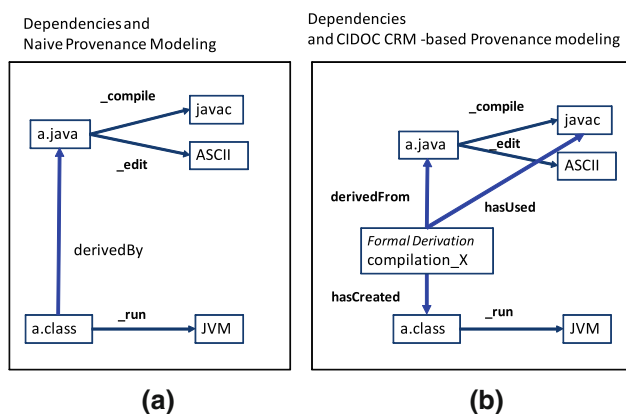 Dependencies and
Naive Provenance Modeling
_compile
javac
a.java
ASCII
_edit
derivedBy
_run
a.class
JVM
(a)
Dependencies
and CIDOC CRM -based Provenance modeling
_compile
javac
a.java
_edit
ASCII
derivedFrom
hasUsed
Formal Derivation
compilation_X
hasCreated
_run
a.class
JVM
(b)